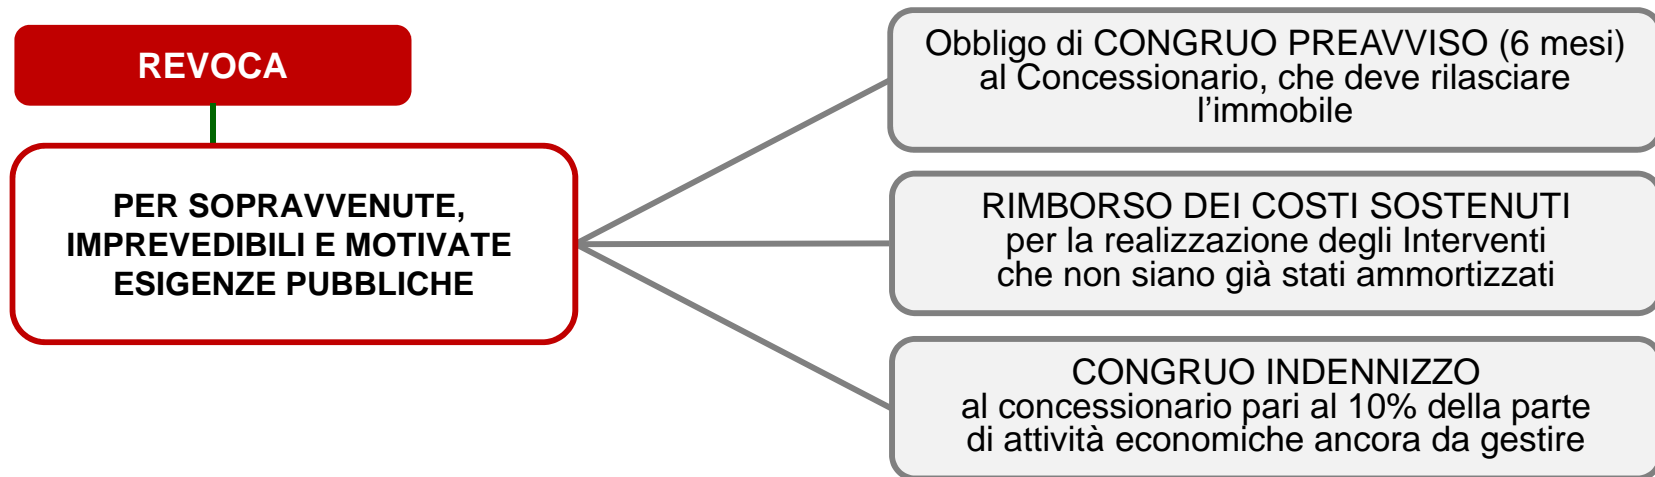 REVOCA
PER SOPRAVVENUTE,
IMPREVEDIBILI E MOTIVATE
ESIGENZE PUBBLICHE
Obbligo di CONGRUO PREAVVISO (6 mesi)
al Concessionario, che deve rilasciare
l’immobile
RIMBORSO DEI COSTI SOSTENUTI
per la realizzazione degli Interventi
che non siano già stati ammortizzati
CONGRUO INDENNIZZO
al concessionario pari al 10% della parte
di attività economiche ancora da gestire